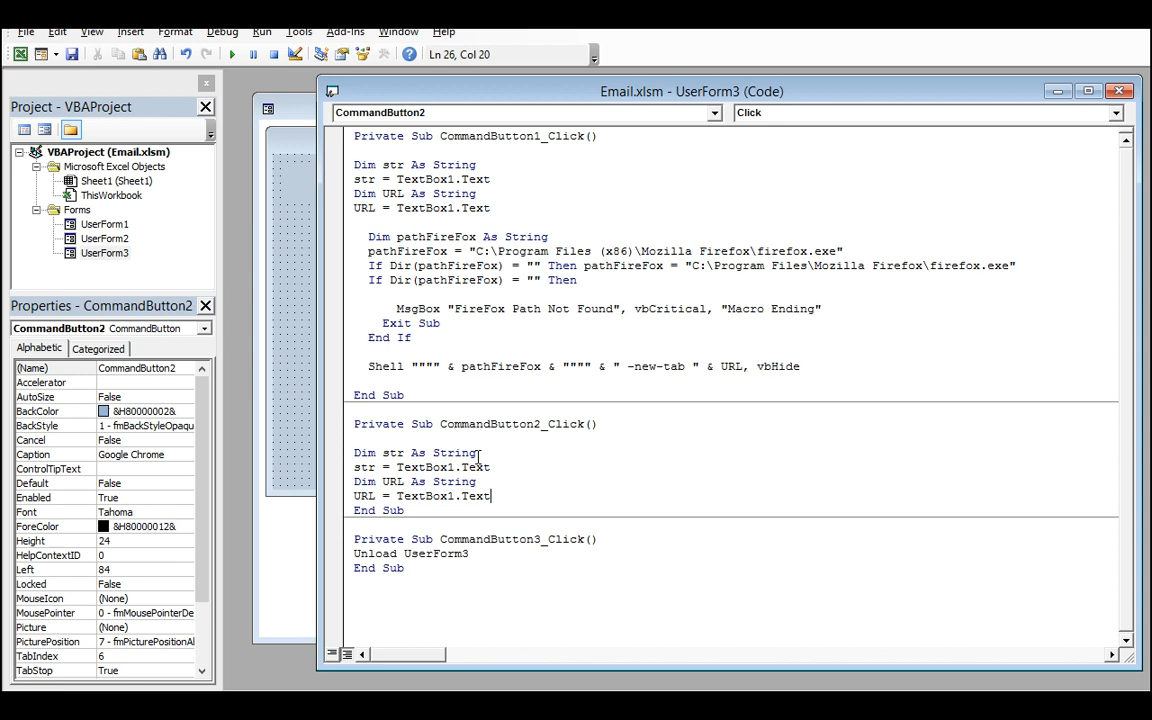 File Edit View Insert Format Debug Run Tools Add-Ins Window Help
Ln 26, Col 20
Project - VBAProject
VBAProject (Email.xlsm)
Microsoft Excel Objects
Sheet1 (Sheet1)
ThisWorkbook
Forms
UserForm1
UserForm2
UserForm3
Properties - CommandButton2
CommandButton2 CommandButton
Alphabetic Categorized
(Name) CommandButton2
Accelerator
AutoSize False
BackColor &H80000002&
BackStyle 1 - fmBackStyleOpaqu
Cancel False
Caption Google Chrome
ControlTipText
Default False
Enabled True
Font Tahoma
ForeColor &H80000012&
Height 24
HelpContextID 0
Left 84
Locked False
MouseIcon (None)
MousePointer 0 - fmMousePointerDe
Picture (None)
PicturePosition 7 - fmPicturePositionAl
TabIndex 6
TabStop True
Email.xlsm - UserForm3 (Code)
CommandButton2 Click
Private Sub CommandButton1_Click()
Dim str As String
str = TextBox1.Text
Dim URL As String
URL = TextBox1.Text
Dim pathFireFox As String
pathFireFox = "C:\Program Files (x86)\Mozilla Firefox\firefox.exe"
If Dir(pathFireFox) = "" Then pathFireFox = "C:\Program Files\Mozilla Firefox\firefox.exe"
If Dir(pathFireFox) = "" Then
MsgBox "FireFox Path Not Found", vbCritical, "Macro Ending"
Exit Sub
End If
Shell """" & pathFireFox & """" & " -new-tab " & URL, vbHide
End Sub
Private Sub CommandButton2_Click()
Dim str As String
str = TextBox1.Text
Dim URL As String
URL = TextBox1.Text
End Sub
Private Sub CommandButton3_Click()
Unload UserForm3
End Sub